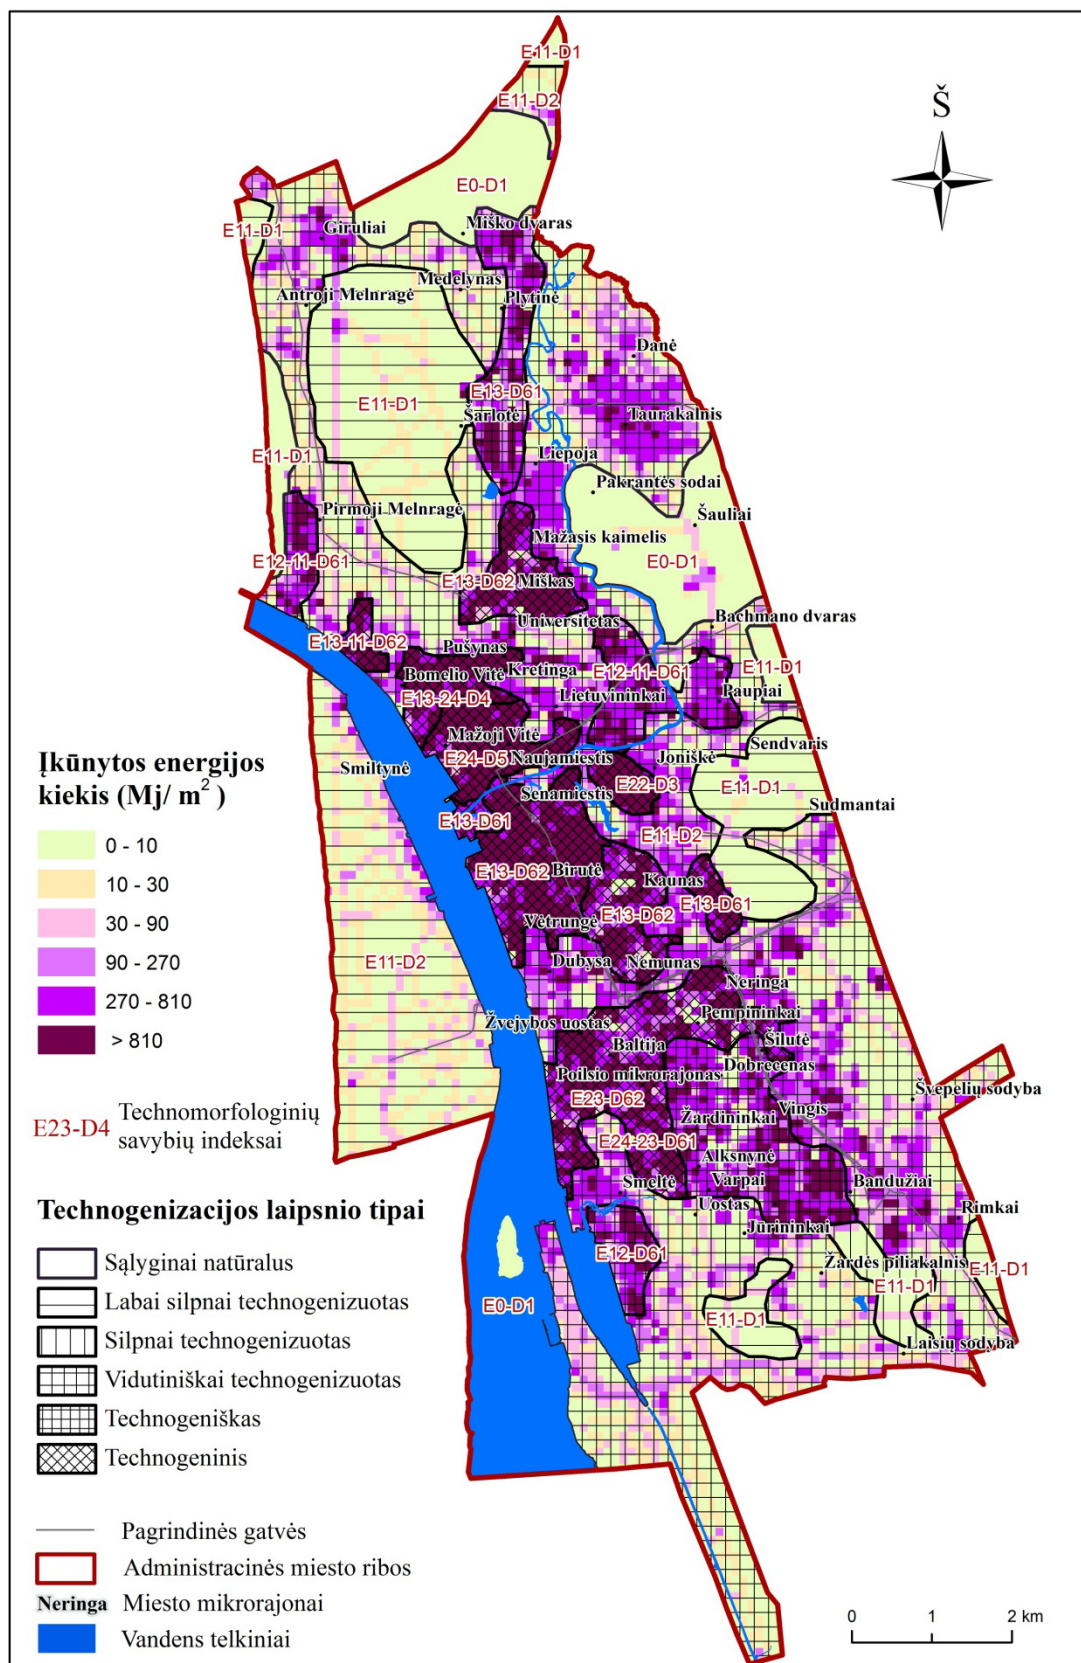 E11-D1
E11-D2
Š
E0-D1
E11-D1
Giruliai
Miško dvaras
Medelynas
Antroji Melnragė
Plytinė
Danė
E13-D61
E11-D1
Šarlotė
Taurakalnis
E11-D1
Liepoja
Pakrantės sodai
Pirmoji Melnragė
Šauliai
Mažasis kaimelis
E12-11-D61
E0-D1
E13-D62
Miškas
Universitetas
Bachmano dvaras
E13-11-D62
Pušynas
Kretinga
E12-11-D61
E11-D1
Bomelio Vitė
Paupiai
E13-24-D4
Lietuvininkai
Mažoji Vitė
Sendvaris
E24-D5
Naujamiestis
Joniškė
Smiltynė
Senamiestis
E22-D3
E11-D1
Sudmantai
E13-D61
E11-D2
E13-D62
Birutė
Kaunas
E13-D61
E13-D62
Vėtrungė
Dubysa
Nemunas
E11-D2
Neringa
Žvejybos uostas
Pempininkai
Baltija
Šilutė
Poilsio mikrorajonas
Dobrecenas
E23-D62
Žardininkai
Vingis
Švepelių sodyba
E24-23-D61
Alksnynė
Smeltė
Varpai
Bandužiai
Uostas
Rimkai
Jūrininkai
E12-D61
Žardės piliakalnis
E11-D1
E11-D1
E0-D1
E11-D1
Laisių sodyba
Įkūnytos energijos
kiekis (Mj/ m²)
0 - 10
10 - 30
30 - 90
90 - 270
270 - 810
> 810
E23-D4 Technomorfologinių
savybių indeksai
Technogenizacijos laipsnio tipai
Sąlyginai natūralus
Labai silpnai technogenizuotas
Silpnai technogenizuotas
Vidutiniškai technogenizuotas
Technogeniškas
Technogeninis
Pagrindinės gatvės
Administracinės miesto ribos
Neringa Miesto mikrorajonai
Vandens telkiniai
0 1 2 km